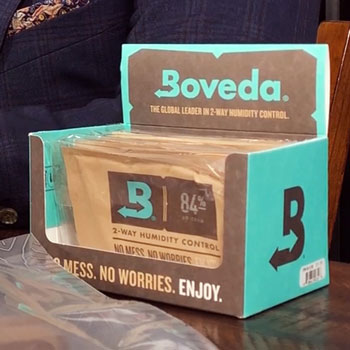 Boveda®
THE GLOBAL LEADER IN 2-WAY HUMIDITY CONTROL.
B 84%
2-WAY HUMIDITY CONTROL
NO MESS. NO WORRIES
MESS. NO WORRIES. ENJOY.
B